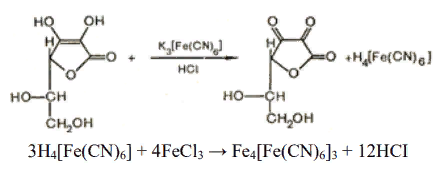 HO OH
H O O + K₃[Fe(CN)₆] HCl O O H O O +H₄[Fe(CN)₆]
HO—CH HO—CH
CH₂OH CH₂OH
3H₄[Fe(CN)₆] + 4FeCl₃ → Fe₄[Fe(CN)₆]₃ + 12HCl